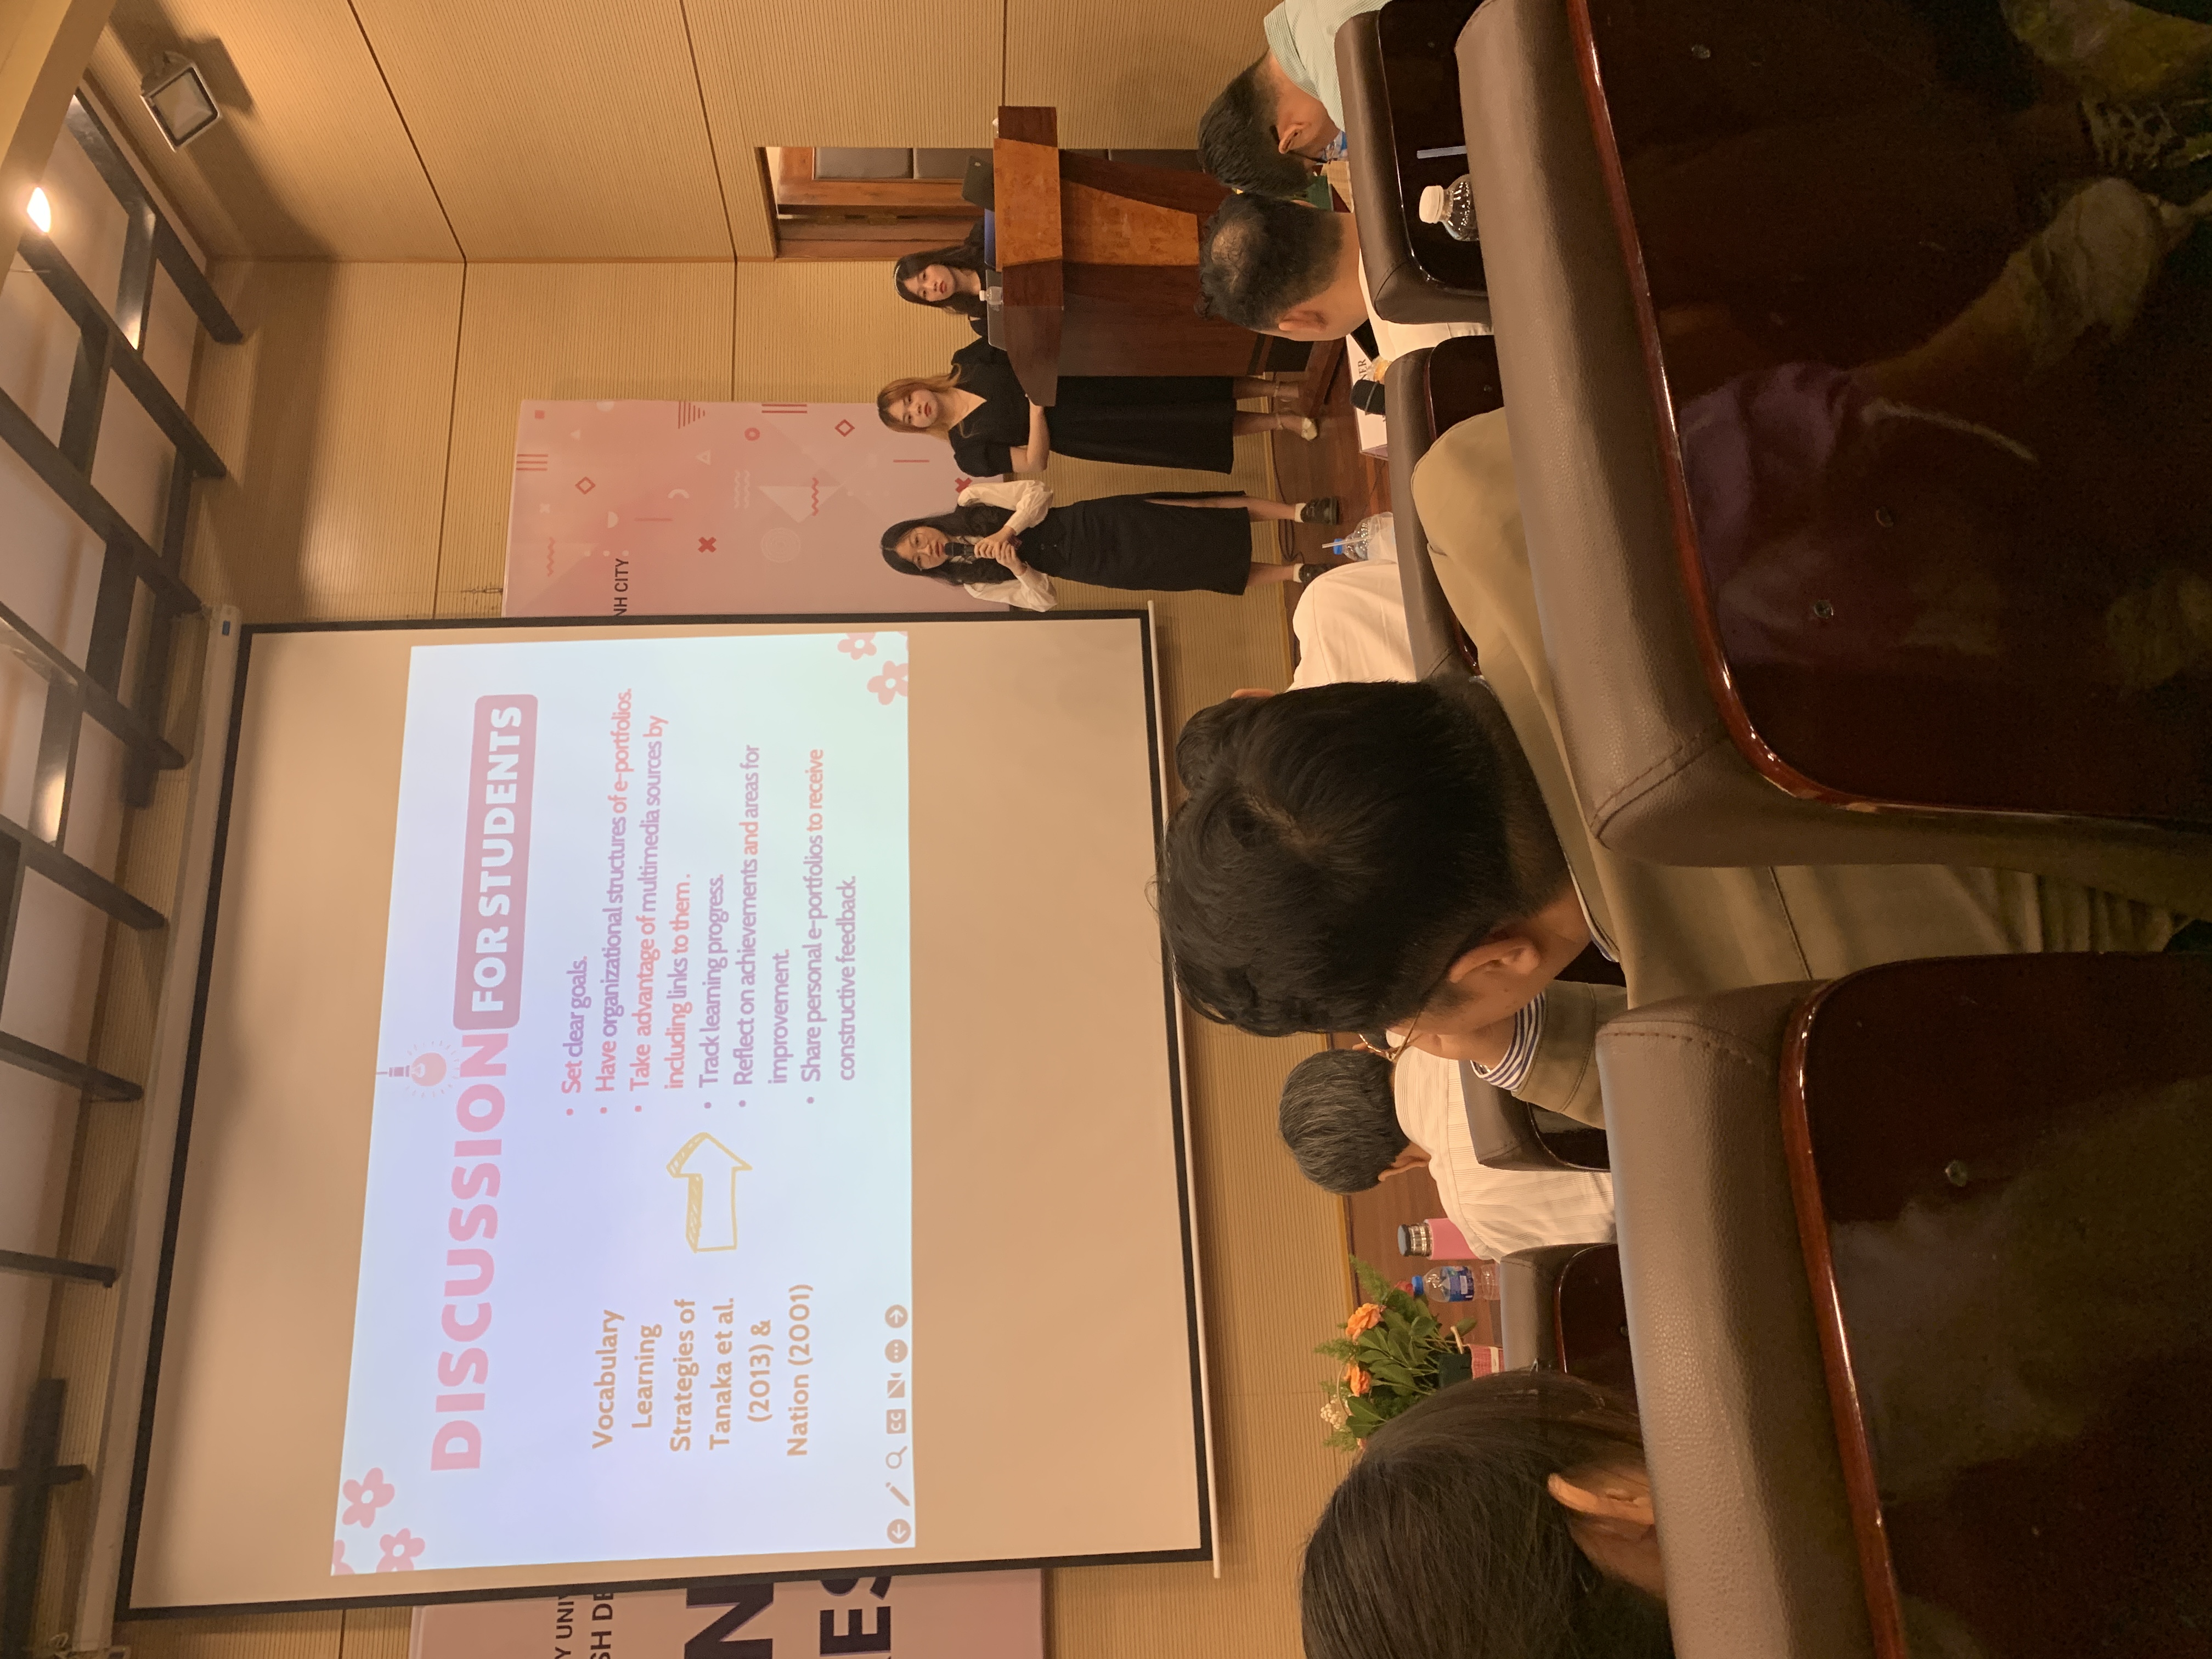 DISCUSSION FOR STUDENTS
Vocabulary
Learning
Strategies of
Tanaka et al.
(2013) &
Nation (2001)
• Set clear goals.
• Have organizational structures of e-portfolios.
• Take advantage of multimedia sources by
including links to them .
• Track learning progress.
• Reflect on achievements and areas for
improvement.
• Share personal e-portfolios to receive
constructive feedback.
CC
Y UNI
SH DE
N
ES
NH CITY
NER